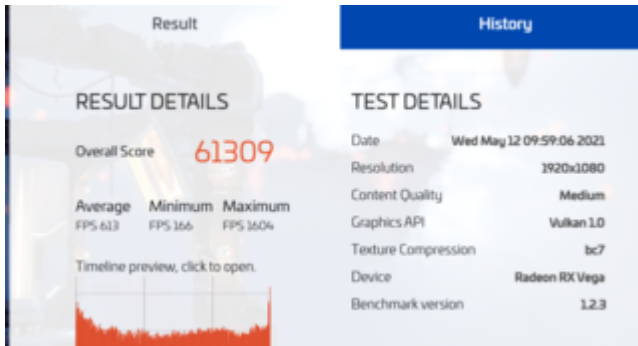 Result
History
RESULT DETAILS
Overall Score 61309
Average Minimum Maximum
FPS 613 FPS 166 FPS 1604
Timeline preview, click to open.
TEST DETAILS
Date Wed May 12 09:59:06 2021
Resolution 1920x1080
Content Quality Medium
Graphics API Vulkan 1.0
Texture Compression bc7
Device Radeon RX Vega
Benchmark version 1.2.3